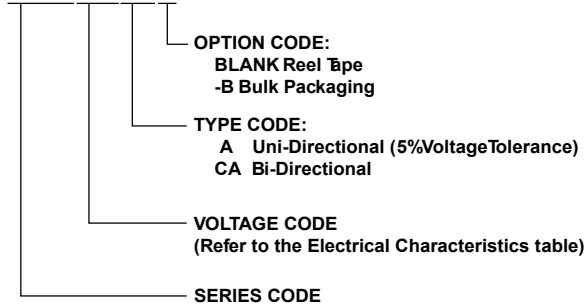 OPTION CODE:
BLANK Reel Tape
-B Bulk Packaging
TYPE CODE:
A Uni-Directional (5%VoltageTolerance)
CA Bi-Directional
VOLTAGE CODE
(Refer to the Electrical Characteristics table)
SERIES CODE